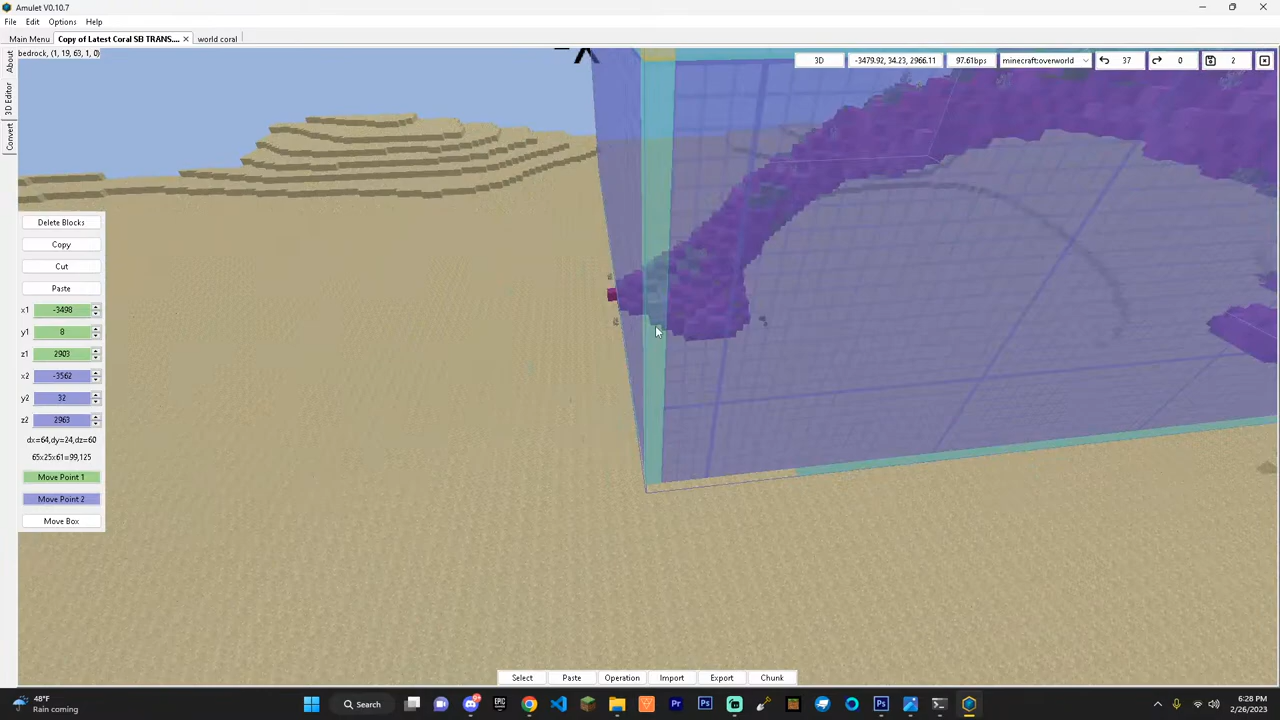 Amulet V0.10.7
File Edit Options Help
Main Menu Copy of Latest Coral SB TRANS.... world coral
bedrock, (1, 19, 63, 1, 0)
3D -3479.92, 34.23, 2966.11 97.61bps minecraft:overworld 37 0 2
About
3D Editor
Convert
Delete Blocks
Copy
Cut
Paste
x1 -3498
y1 8
z1 2903
x2 -3562
y2 32
z2 2963
dx=64,dy=24,dz=60
65x25x61=99,125
Move Point 1
Move Point 2
Move Box
Select Paste Operation Import Export Chunk
48°F
Rain coming
Search
6:28 PM
2/26/2023